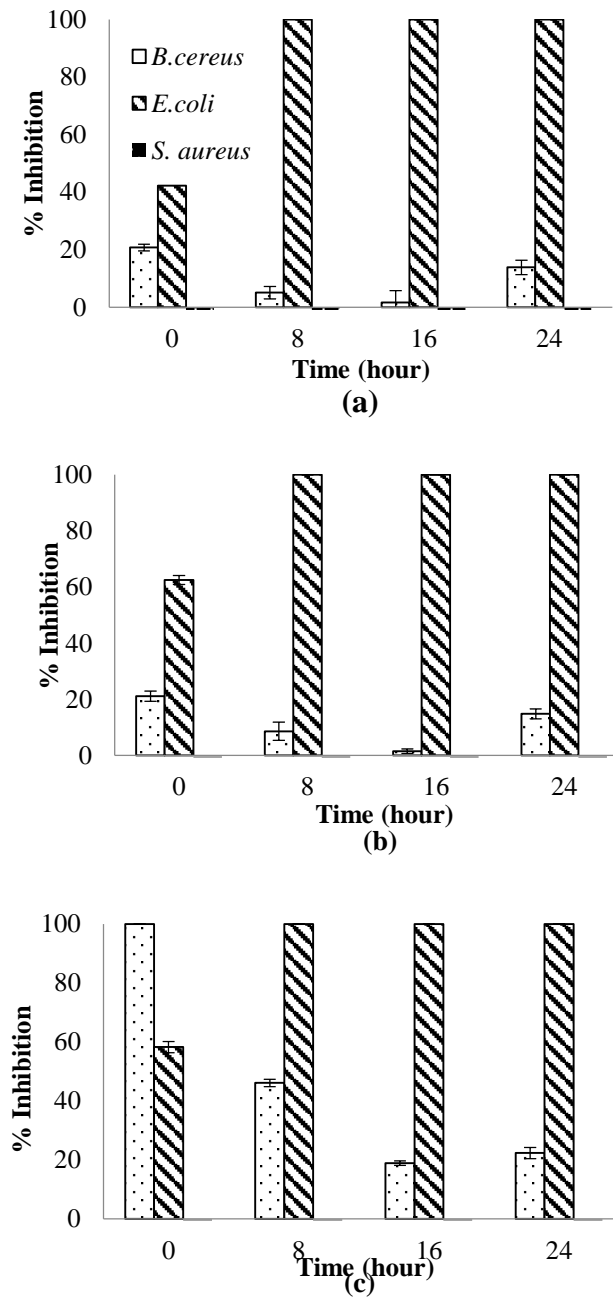 100
80
60
40
20
0
% Inhibition
B.cereus
E.coli
S. aureus
0 8 16 24
Time (hour)
(a)
100
80
60
40
20
0
% Inhibition
0 8 16 24
Time (hour)
(b)
100
80
60
40
20
0
% Inhibition
0 8 16 24
Time (hour)
(c)